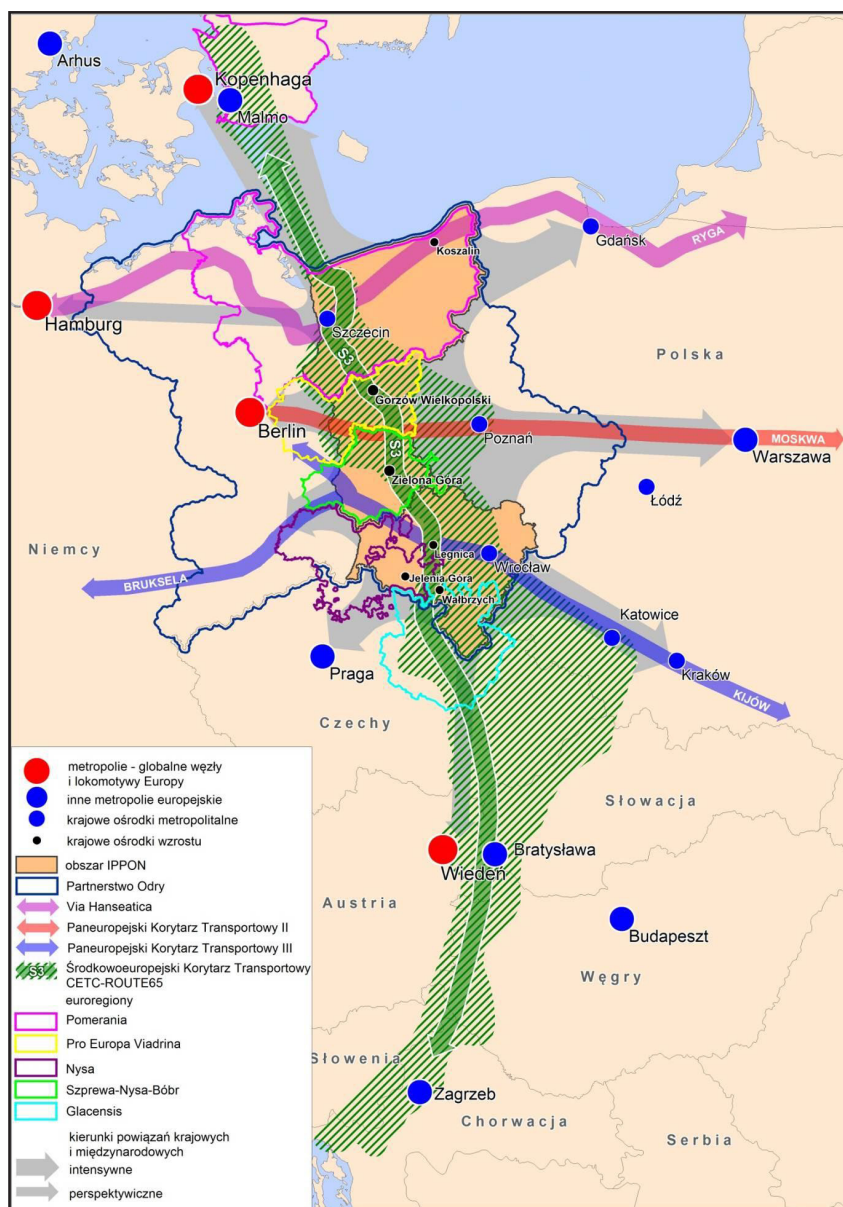 Arhus
Kopenhaga
Malmo
Koszalin
Gdańsk
RYGA
Hamburg
Szczecin
S3
Polska
Gorzów Wielkopolski
Berlin
Poznań
Warszawa
MOSKWA
S3
Zielona Góra
Łódź
Niemcy
Legnica
Wrocław
BRUKSELA
Jelenia Góra
Wałbrzych
Katowice
Praga
Kraków
KIJÓW
Czechy
Słowacja
Wiedeń
Bratysława
Austria
Budapeszt
Węgry
Słowenia
Zagrzeb
Chorwacja
Serbia
metropolie - globalne węzły
i lokomotywy Europy
inne metropolie europejskie
krajowe ośrodki metropolitalne
krajowe ośrodki wzrostu
obszar IPPON
Partnerstwo Odry
Via Hanseatica
Paneuropejski Korytarz Transportowy II
Paneuropejski Korytarz Transportowy III
S3 Środkowoeuropejski Korytarz Transportowy
CETC-ROUTE65
euroregiony
Pomerania
Pro Europa Viadrina
Nysa
Szprewa-Nysa-Bóbr
Glacensis
kierunki powiązań krajowych
i międzynarodowych
intensywne
perspektywiczne